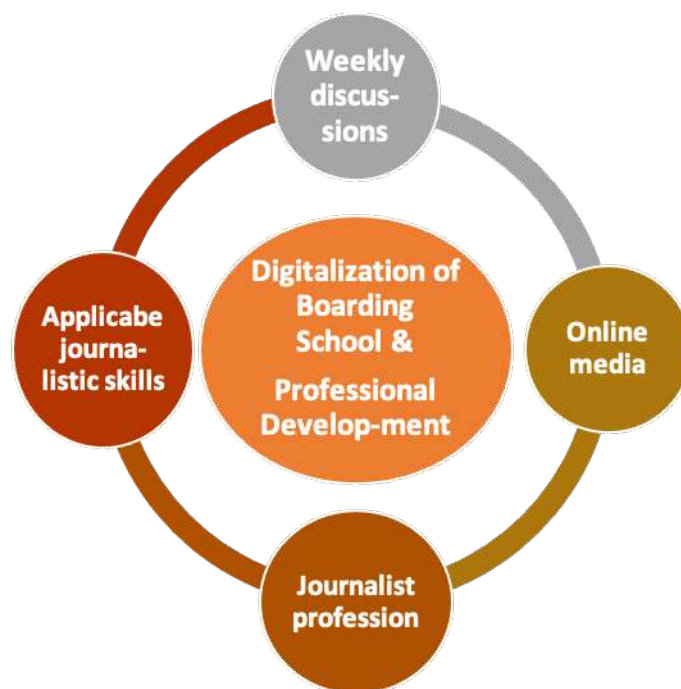 Weekly
discus-
sions
Digitalization of
Boarding
School &
Professional
Develop-ment
Applicabe
journa-
listic skills
Online
media
Journalist
profession